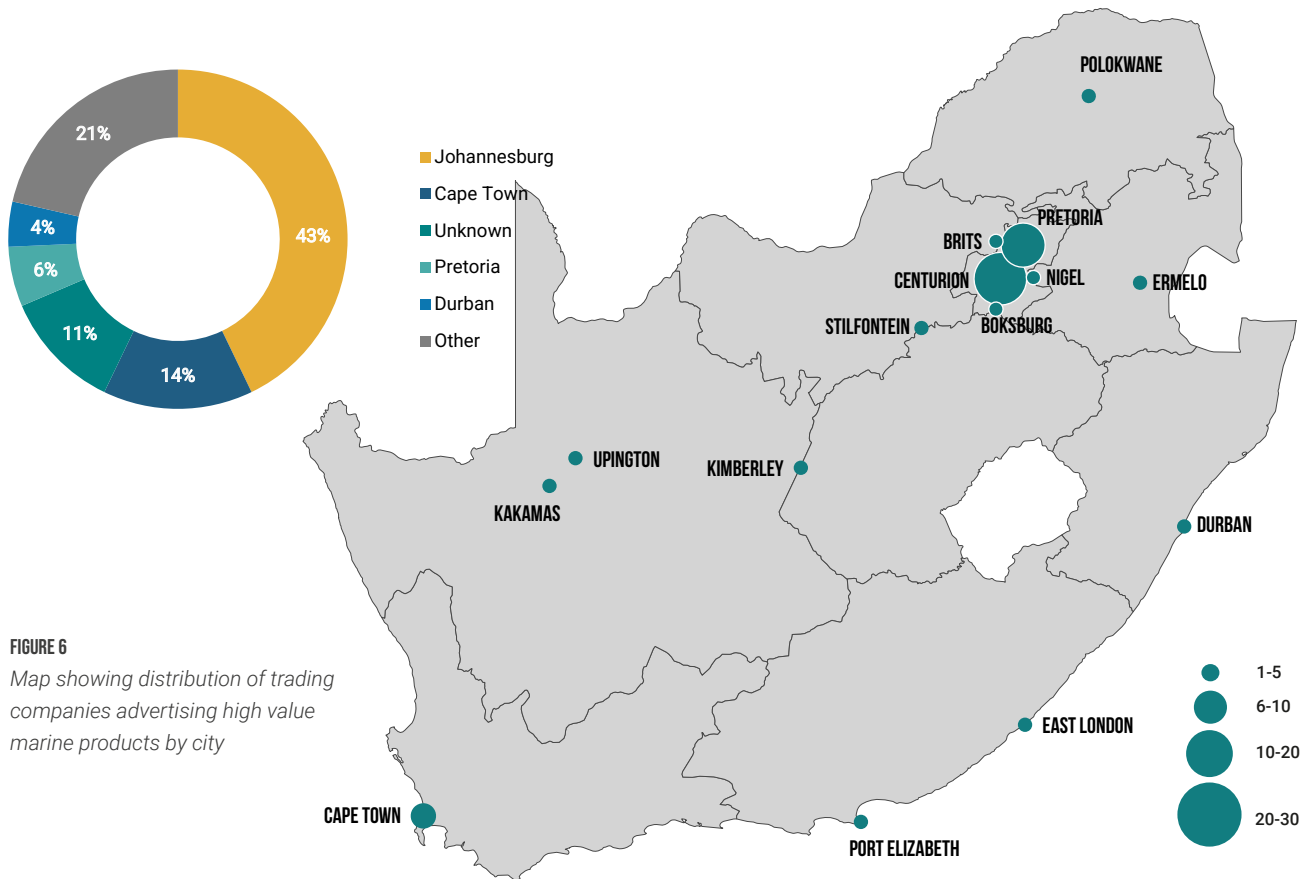 21%
4%
6%
11%
14%
43%
Johannesburg
Cape Town
Unknown
Pretoria
Durban
Other
POLOKWANE
PRETORIA
BRITS
CENTURION
NIGEL
ERMELO
STILFONTEIN
BOKSBURG
UPINGTON
KIMBERLEY
KAKAMAS
DURBAN
EAST LONDON
CAPE TOWN
PORT ELIZABETH
FIGURE 6
Map showing distribution of trading
companies advertising high value
marine products by city
1-5
6-10
10-20
20-30